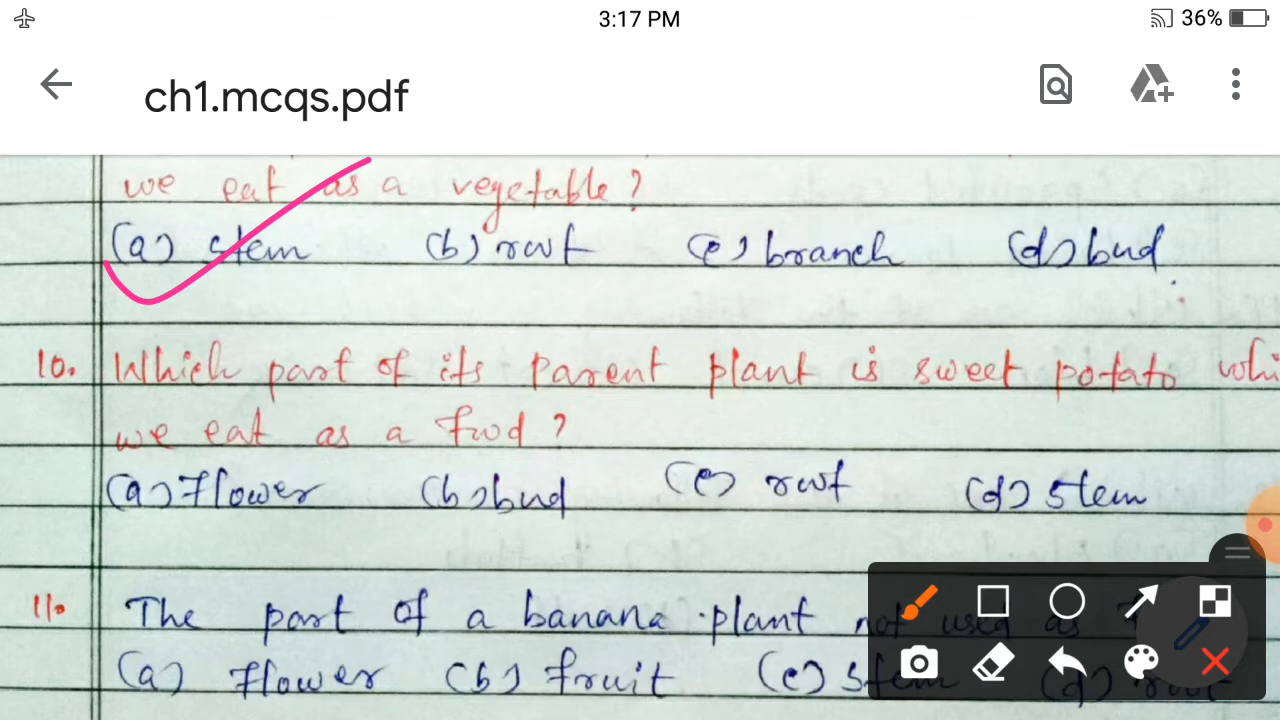 3:17 PM 36%
ch1.mcqs.pdf
we eat as a vegetable?
(a) stem (b) root (c) branch (d) bud
10. Which part of its parent plant is sweet potato whi
we eat as a food?
(a) Flower (b) bud (c) root (d) stem
11. The part of a banana plant not used as
(a) flower (b) fruit (c) stem (d) root